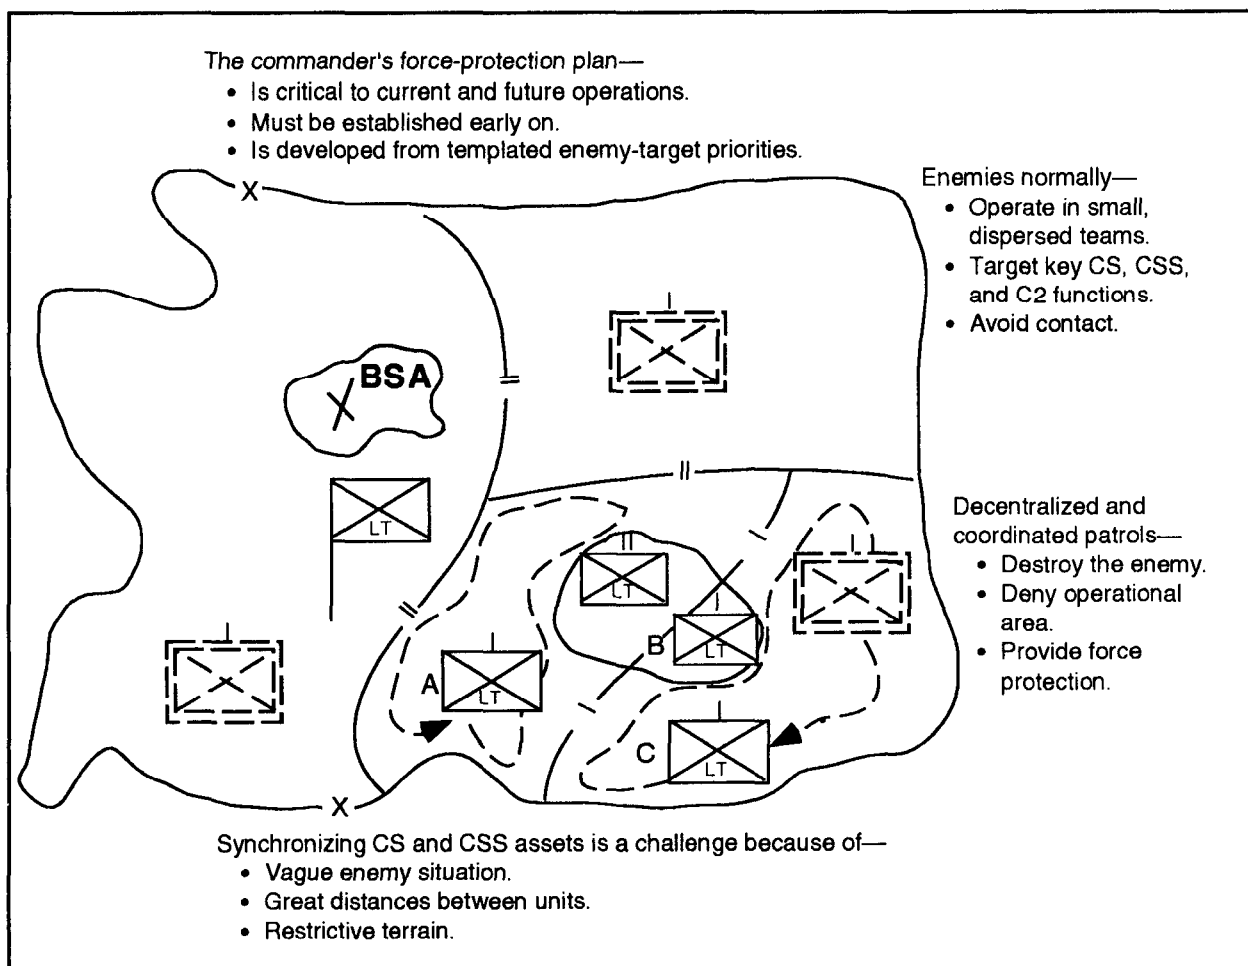 The commander's force-protection plan—
• Is critical to current and future operations.
• Must be established early on.
• Is developed from templated enemy-target priorities.
X
Enemies normally—
• Operate in small,
dispersed teams.
• Target key CS, CSS,
and C2 functions.
• Avoid contact.
BSA
X
LT
Decentralized and
coordinated patrols—
• Destroy the enemy.
• Deny operational
area.
• Provide force
protection.
LT
B
LT
A
LT
C
LT
X
Synchronizing CS and CSS assets is a challenge because of—
• Vague enemy situation.
• Great distances between units.
• Restrictive terrain.